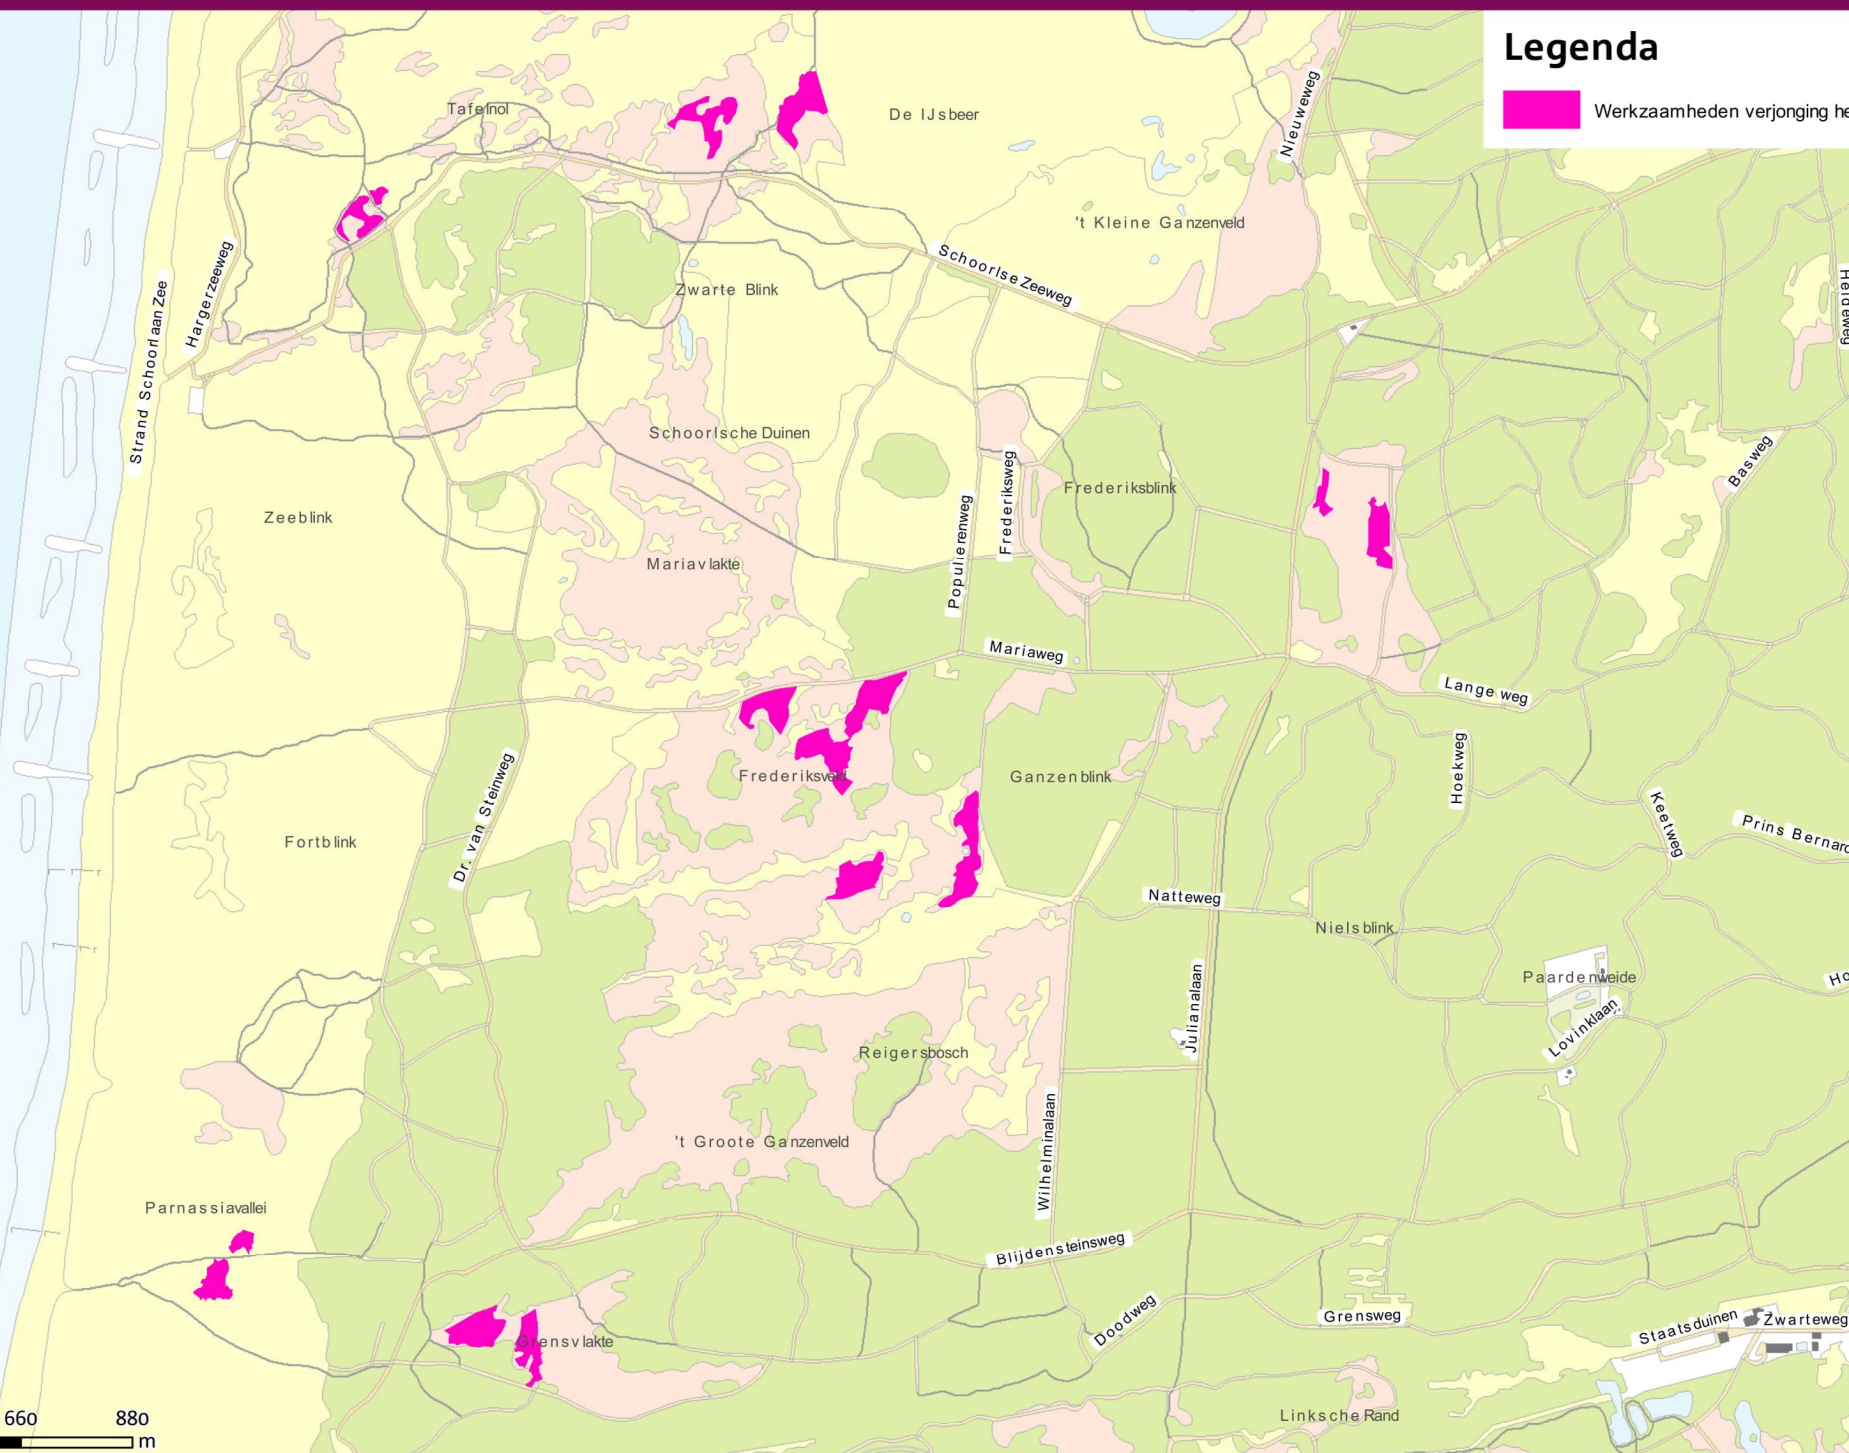 Legenda
Werkzaamheden verjonging
Tafelnol
De IJsbeer
Nieuweweg
't Kleine Ganzenveld
Hargerzeeweg
Strand Schoorl aan Zee
Schoorlse Zeeweg
Zwarte Blink
Schoorlsche Duinen
Basweg
Zeeblink
Frederiksblink
Frederiksweg
Populierenweg
Mariavlakte
Mariaweg
Lange weg
Frederiksveld
Ganzenblink
Hoekweg
Keetweg
Prins
Fortblink
Dr. van Steinweg
Natteweg
Nielsblink
Paardenweide
Lovinklaan
Julianalaan
Reigersbosch
't Groote Ganzenveld
Wilhelminalaan
Parnassiavallei
Blijdensteinsweg
Doodweg
Grensweg
Staatsduinen
Zwarteweg
Grensvlakte
Linksche Rand
660 880
m